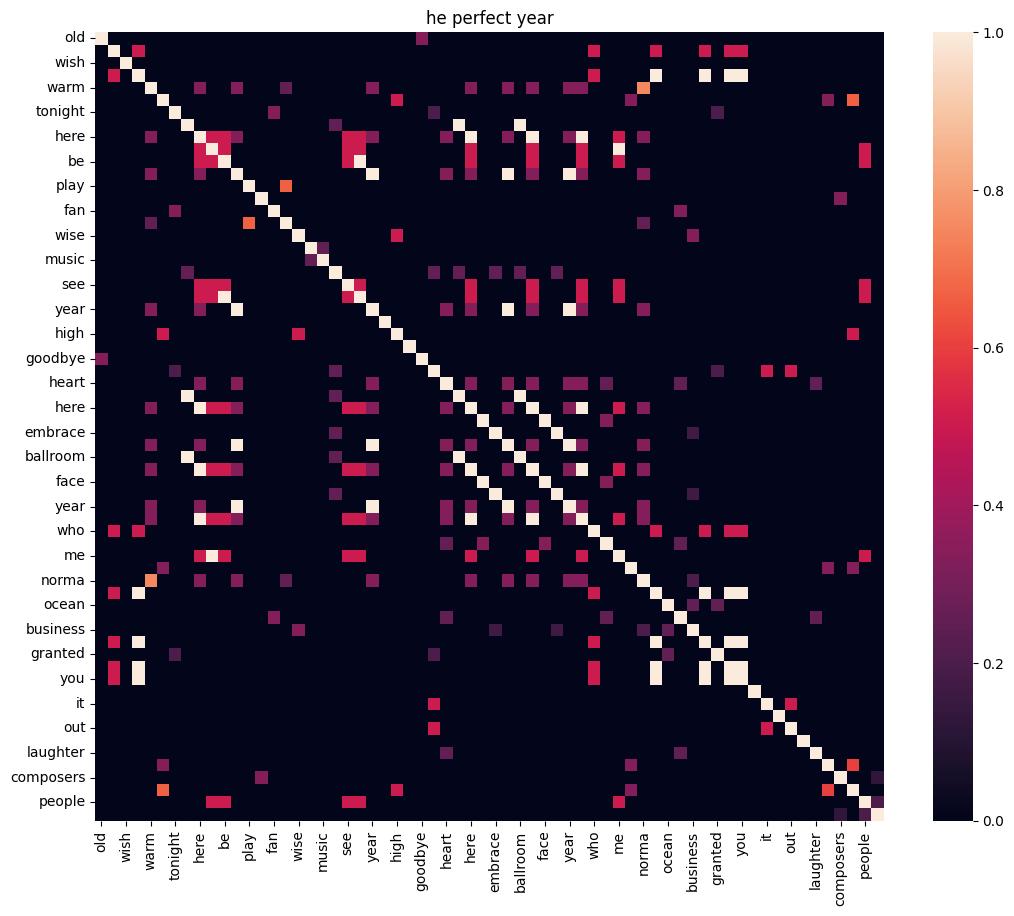 he perfect year
old
wish
warm
tonight
here
be
play
fan
wise
music
see
year
high
goodbye
heart
here
embrace
ballroom
face
year
who
me
norma
ocean
business
granted
you
it
out
laughter
composers
people
old
wish
warm
tonight
here
be
play
fan
wise
music
see
year
high
goodbye
heart
here
embrace
ballroom
face
year
who
me
norma
ocean
business
granted
you
it
out
laughter
composers
people
1.0
0.8
0.6
0.4
0.2
0.0